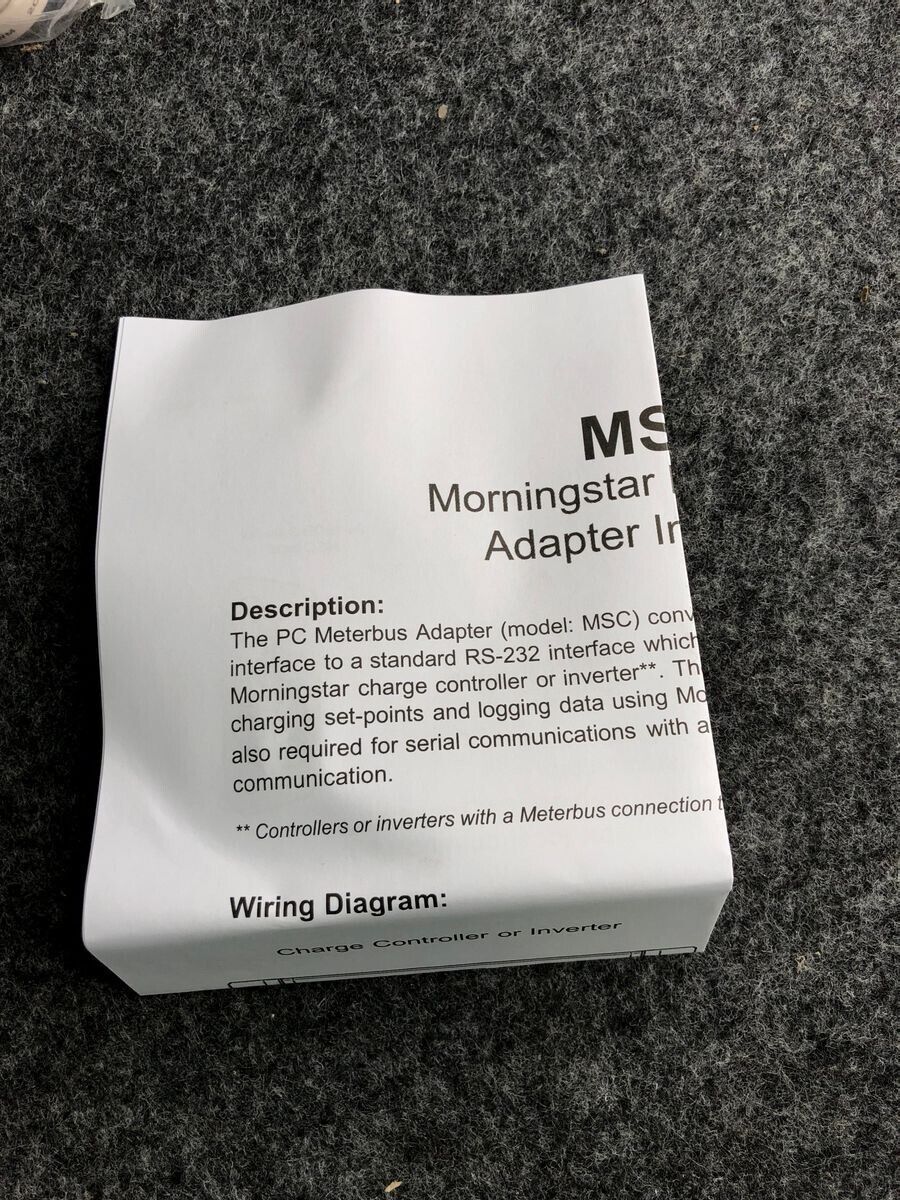 MS
Morningstar
Adapter In
Description:
The PC Meterbus Adapter (model: MSC) conv
interface to a standard RS-232 interface which
Morningstar charge controller or inverter**. Th
charging set-points and logging data using Mo
also required for serial communications with a
communication.
** Controllers or inverters with a Meterbus connection t
Wiring Diagram:
Charge Controller or Inverter